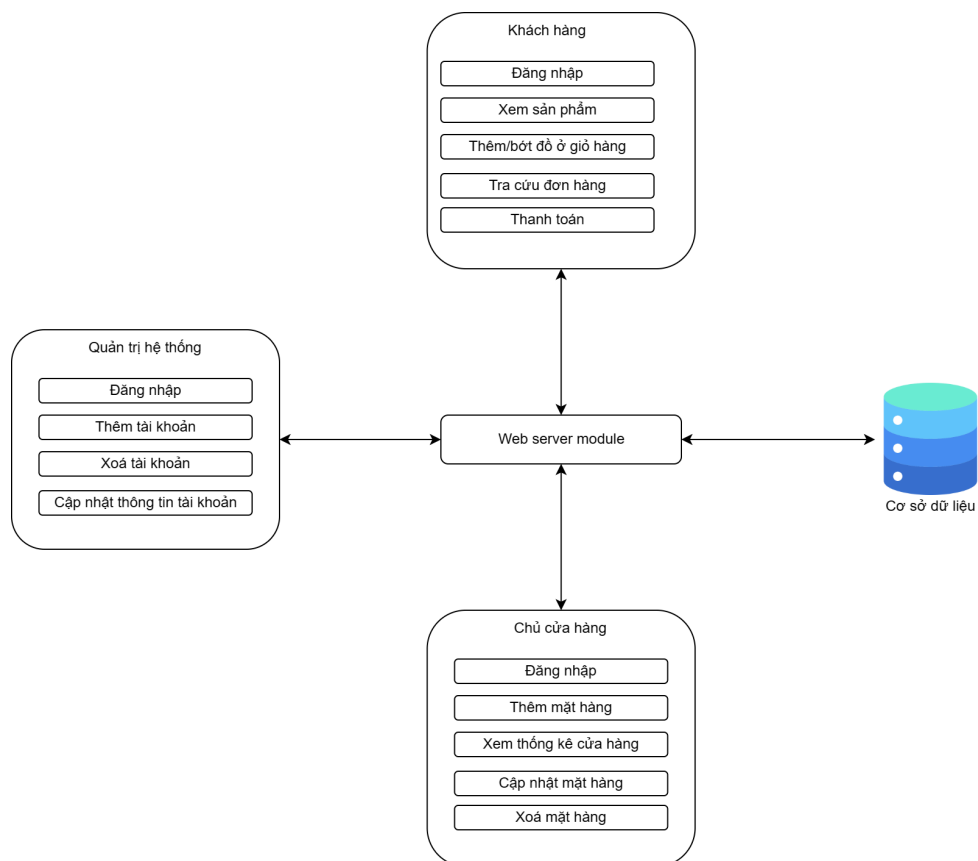 Khách hàng
Đăng nhập
Xem sản phẩm
Thêm/bớt đồ ở giỏ hàng
Tra cứu đơn hàng
Thanh toán
Quản trị hệ thống
Đăng nhập
Thêm tài khoản
Xoá tài khoản
Cập nhật thông tin tài khoản
Web server module
Cơ sở dữ liệu
Chủ cửa hàng
Đăng nhập
Thêm mặt hàng
Xem thống kê cửa hàng
Cập nhật mặt hàng
Xoá mặt hàng